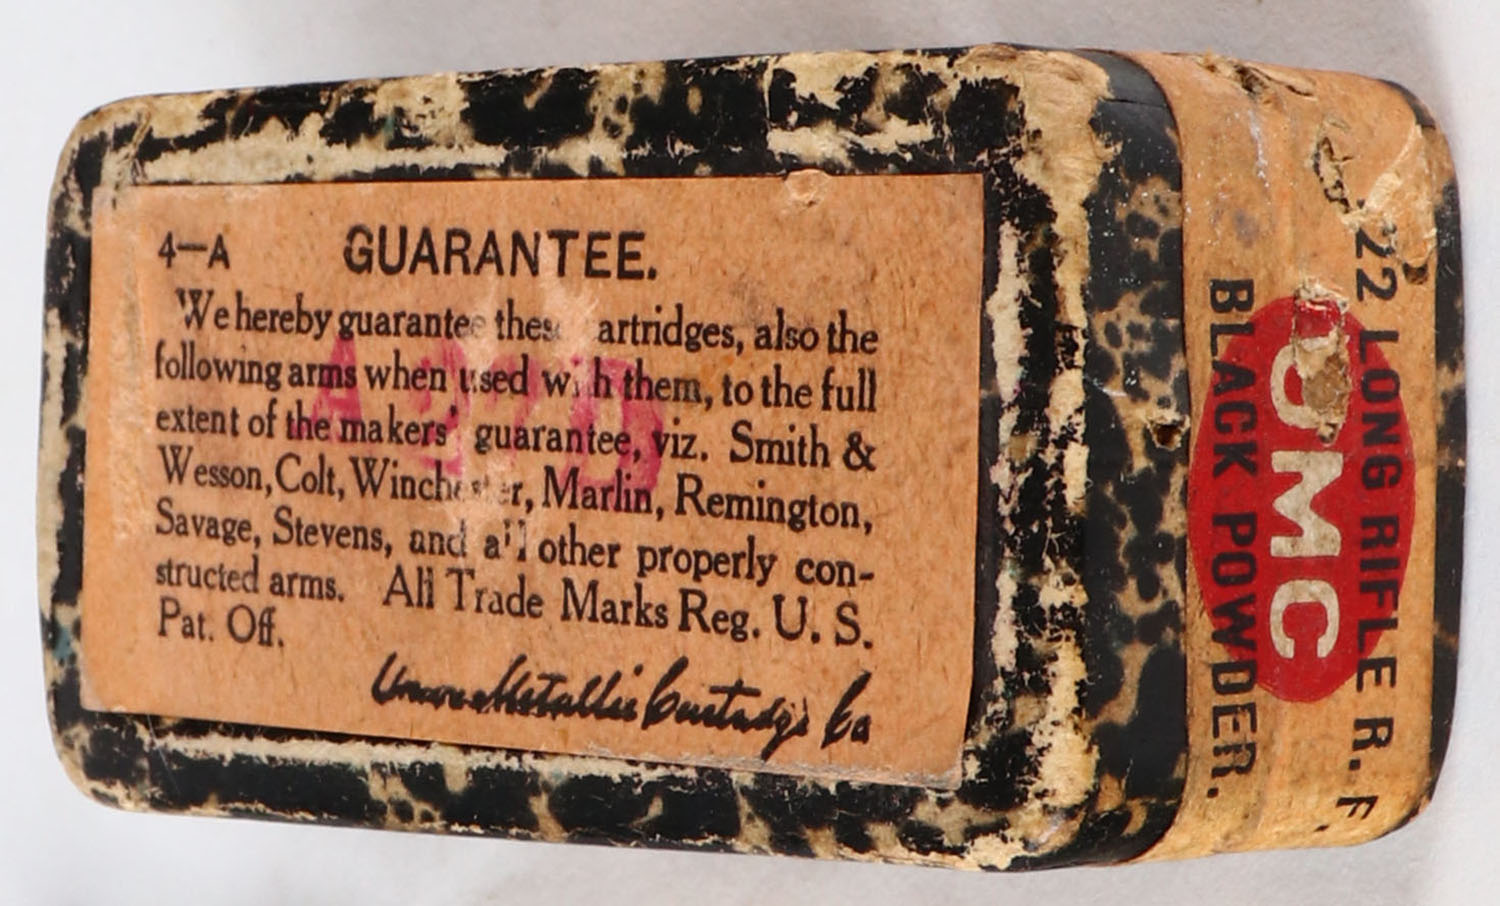 4—A GUARANTEE.
We hereby guarantee these cartridges, also the
following arms when used with them, to the full
extent of the makers' guarantee, viz. Smith &
Wesson, Colt, Winchester, Marlin, Remington,
Savage, Stevens, and all other properly con-
structed arms. All Trade Marks Reg. U. S.
Pat. Off.
Union Metallic Cartridge Co
22 LONG RIFLE R. F.
UMC
BLACK POWDER.